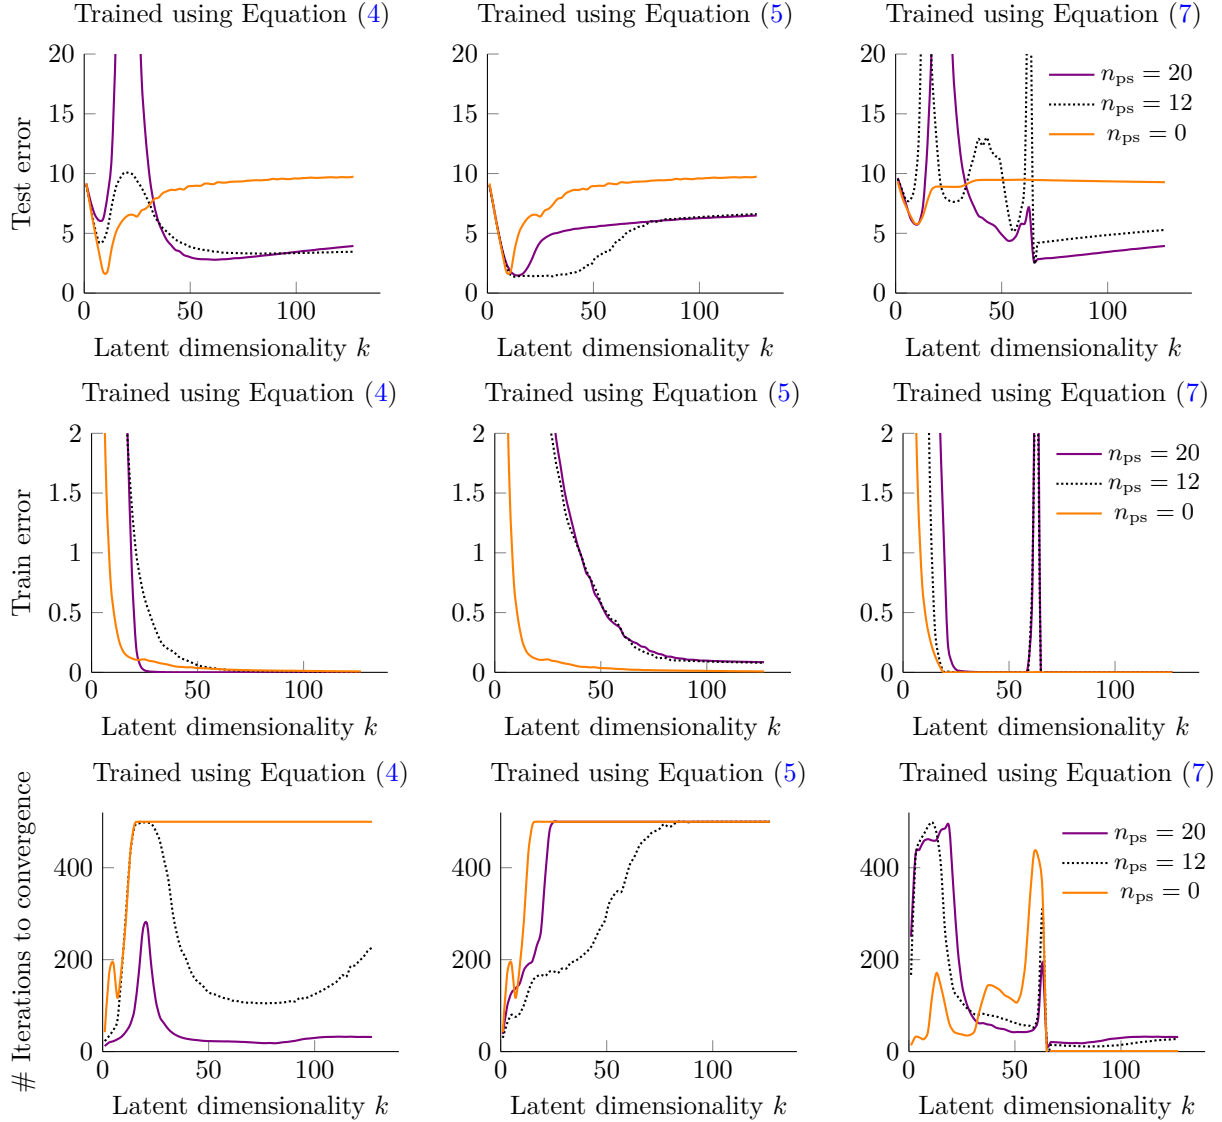 Trained using Equation (4)
Trained using Equation (5)
Trained using Equation (7)
Test error
20
15
10
5
0
0
50
100
Latent dimensionality k
20
15
10
5
0
0
50
100
Latent dimensionality k
20
15
10
5
0
0
50
100
Latent dimensionality k
n_ps = 20
n_ps = 12
n_ps = 0
Trained using Equation (4)
Trained using Equation (5)
Trained using Equation (7)
Train error
2
1.5
1
0.5
0
0
50
100
Latent dimensionality k
2
1.5
1
0.5
0
0
50
100
Latent dimensionality k
2
1.5
1
0.5
0
0
50
100
Latent dimensionality k
n_ps = 20
n_ps = 12
n_ps = 0
Trained using Equation (4)
Trained using Equation (5)
Trained using Equation (7)
# Iterations to convergence
400
200
0
0
50
100
Latent dimensionality k
400
200
0
0
50
100
Latent dimensionality k
400
200
0
0
50
100
Latent dimensionality k
n_ps = 20
n_ps = 12
n_ps = 0